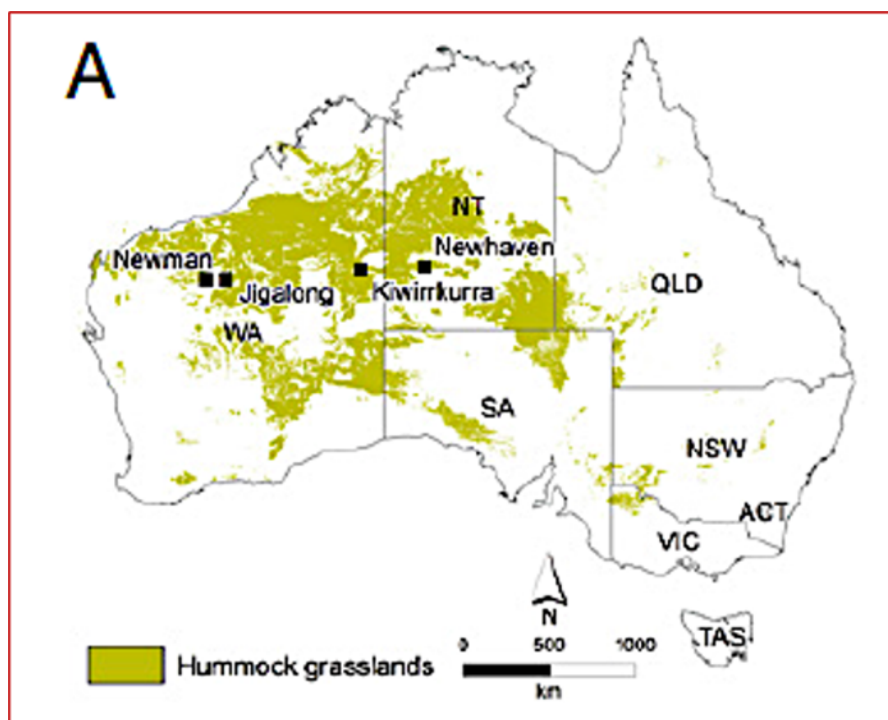 A
NT
Newhaven
Newman
Jigalong
Kiwirrkurra
QLD
WA
SA
NSW
ACT
VIC
TAS
N
Hummock grasslands
0 500 1000
km